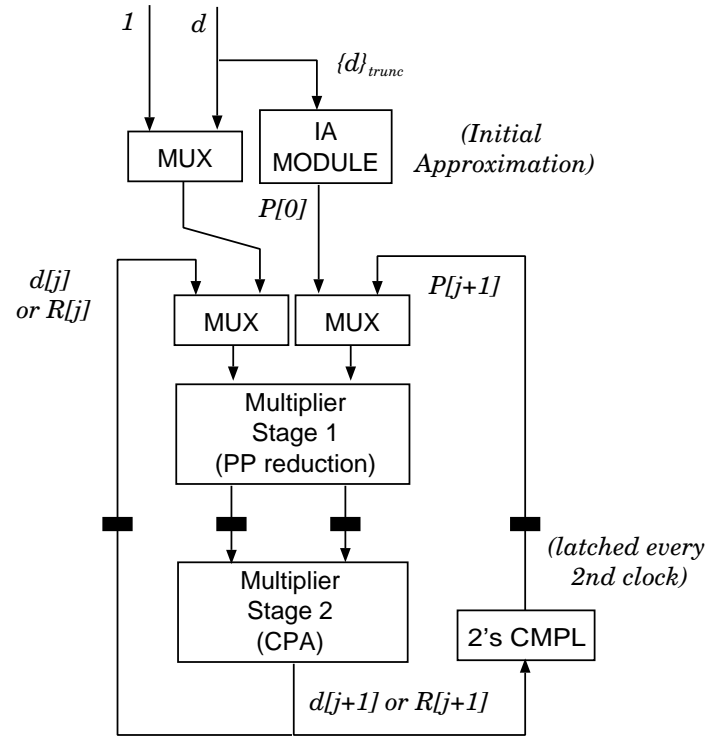 1
d
{d}trunc
IA
MODULE
(Initial
Approximation)
MUX
P[0]
d[j]
or R[j]
P[j+1]
MUX
MUX
Multiplier
Stage 1
(PP reduction)
(latched every
2nd clock)
Multiplier
Stage 2
(CPA)
2's CMPL
d[j+1] or R[j+1]